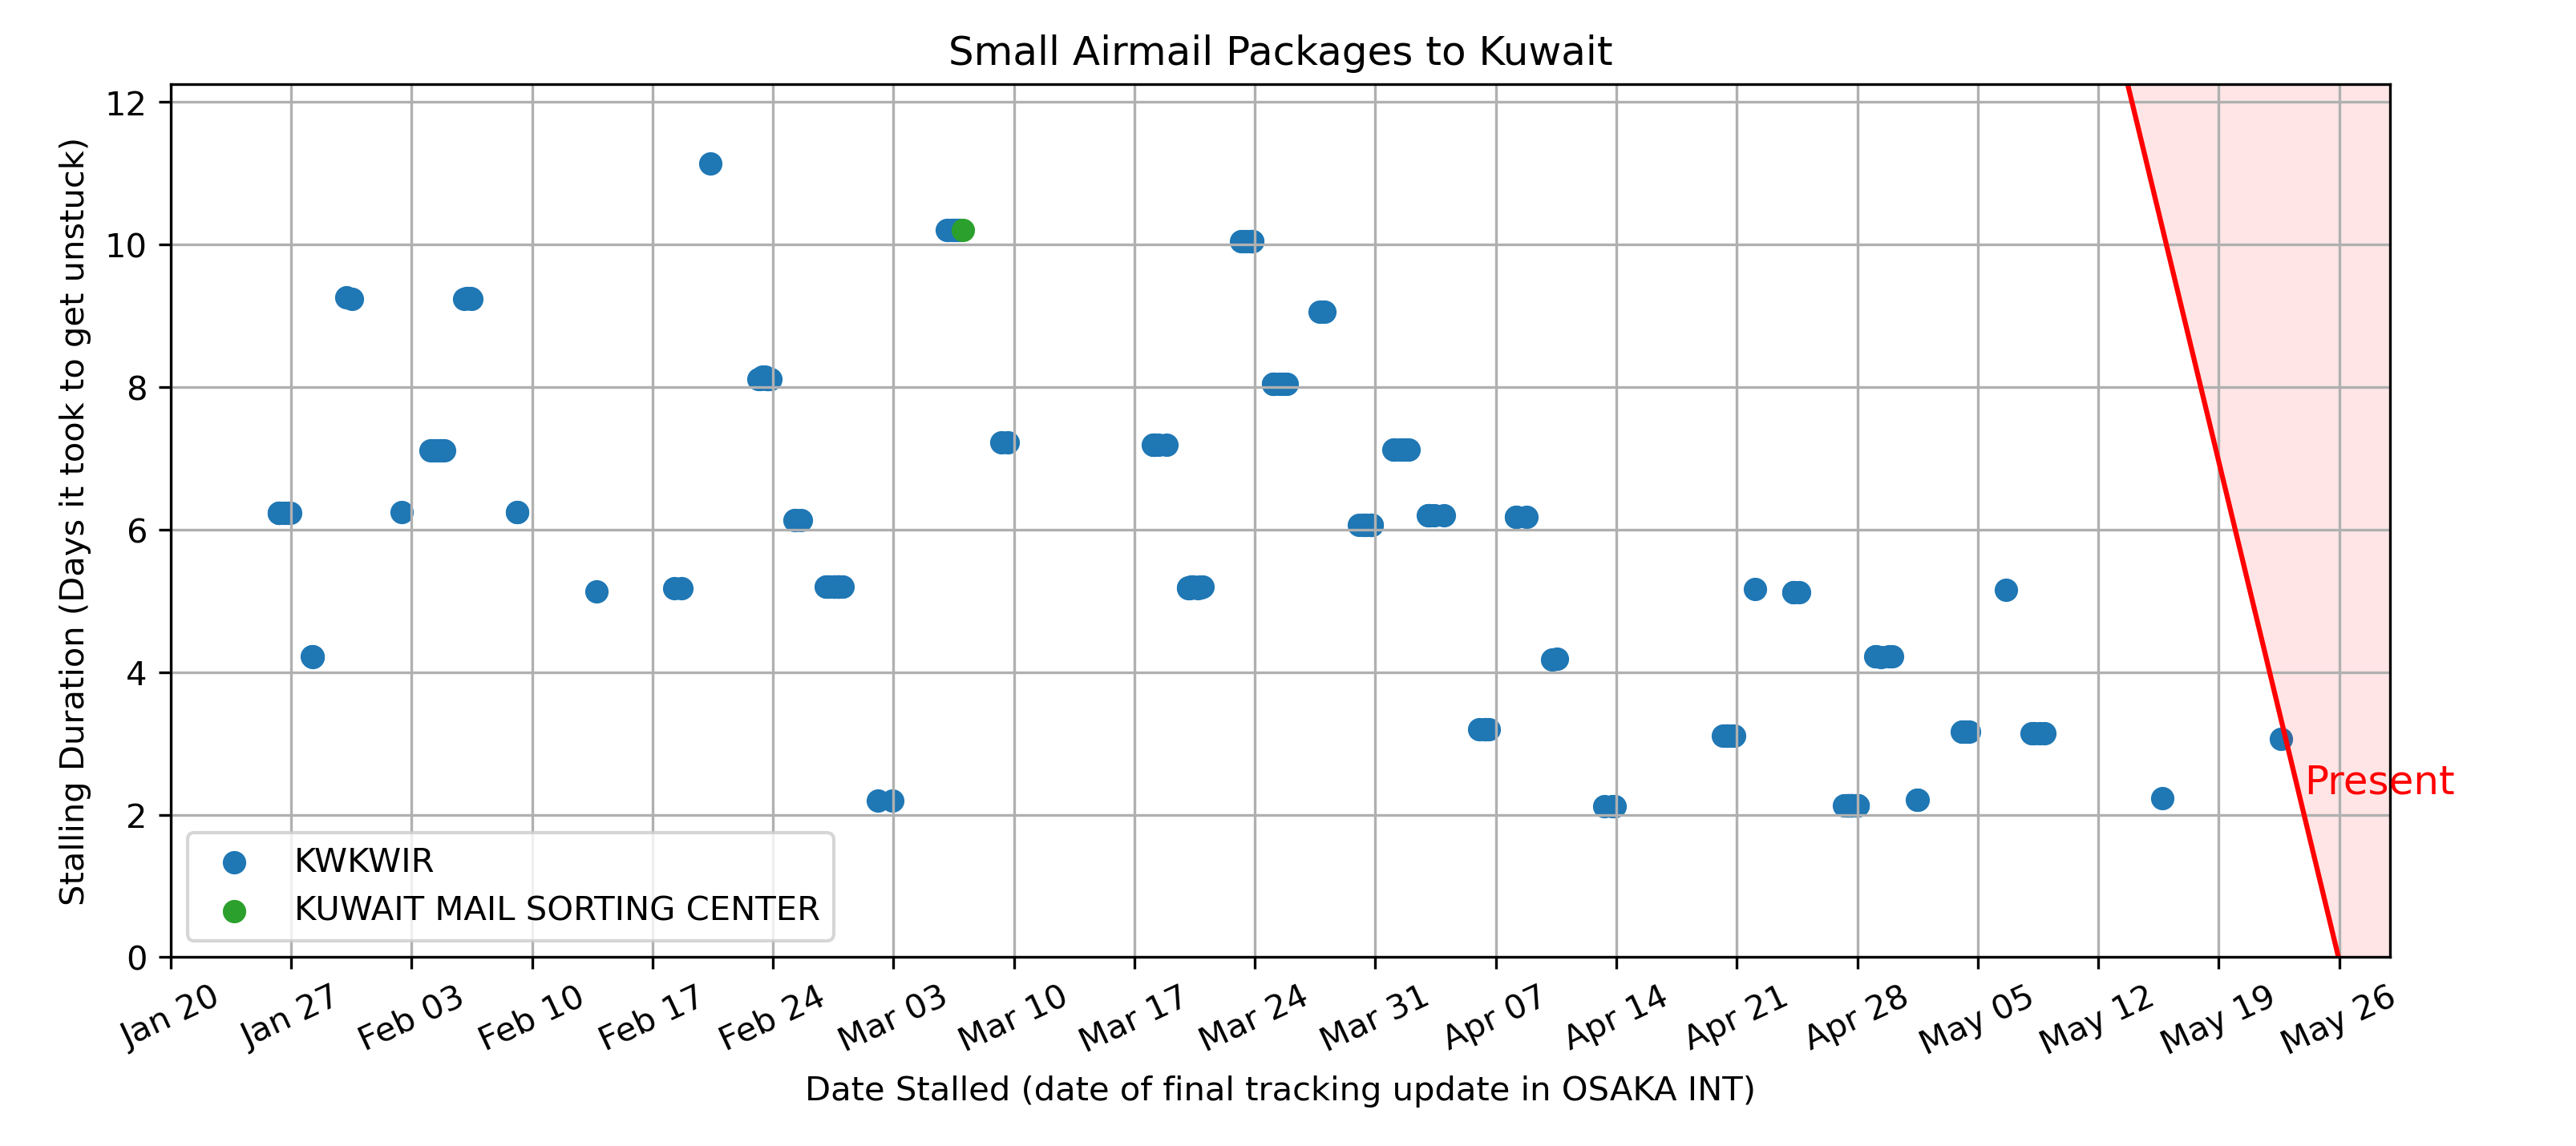 Small Airmail Packages to Kuwait
Stalling Duration (Days it took to get unstuck)
12
10
8
6
4
2
0
Present
KWKWIR
KUWAIT MAIL SORTING CENTER
Jan 20
Jan 27
Feb 03
Feb 10
Feb 17
Feb 24
Mar 03
Mar 10
Mar 17
Mar 24
Mar 31
Apr 07
Apr 14
Apr 21
Apr 28
May 05
May 12
May 19
May 26
Date Stalled (date of final tracking update in OSAKA INT)